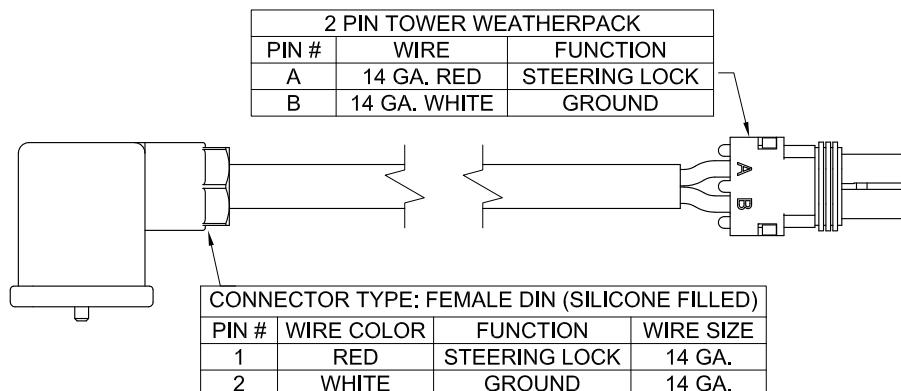 2 PIN TOWER WEATHERPACK
PIN # WIRE FUNCTION
A 14 GA. RED STEERING LOCK
B 14 GA. WHITE GROUND
A
B
CONNECTOR TYPE: FEMALE DIN (SILICONE FILLED)
PIN # WIRE COLOR FUNCTION WIRE SIZE
1 RED STEERING LOCK 14 GA.
2 WHITE GROUND 14 GA.